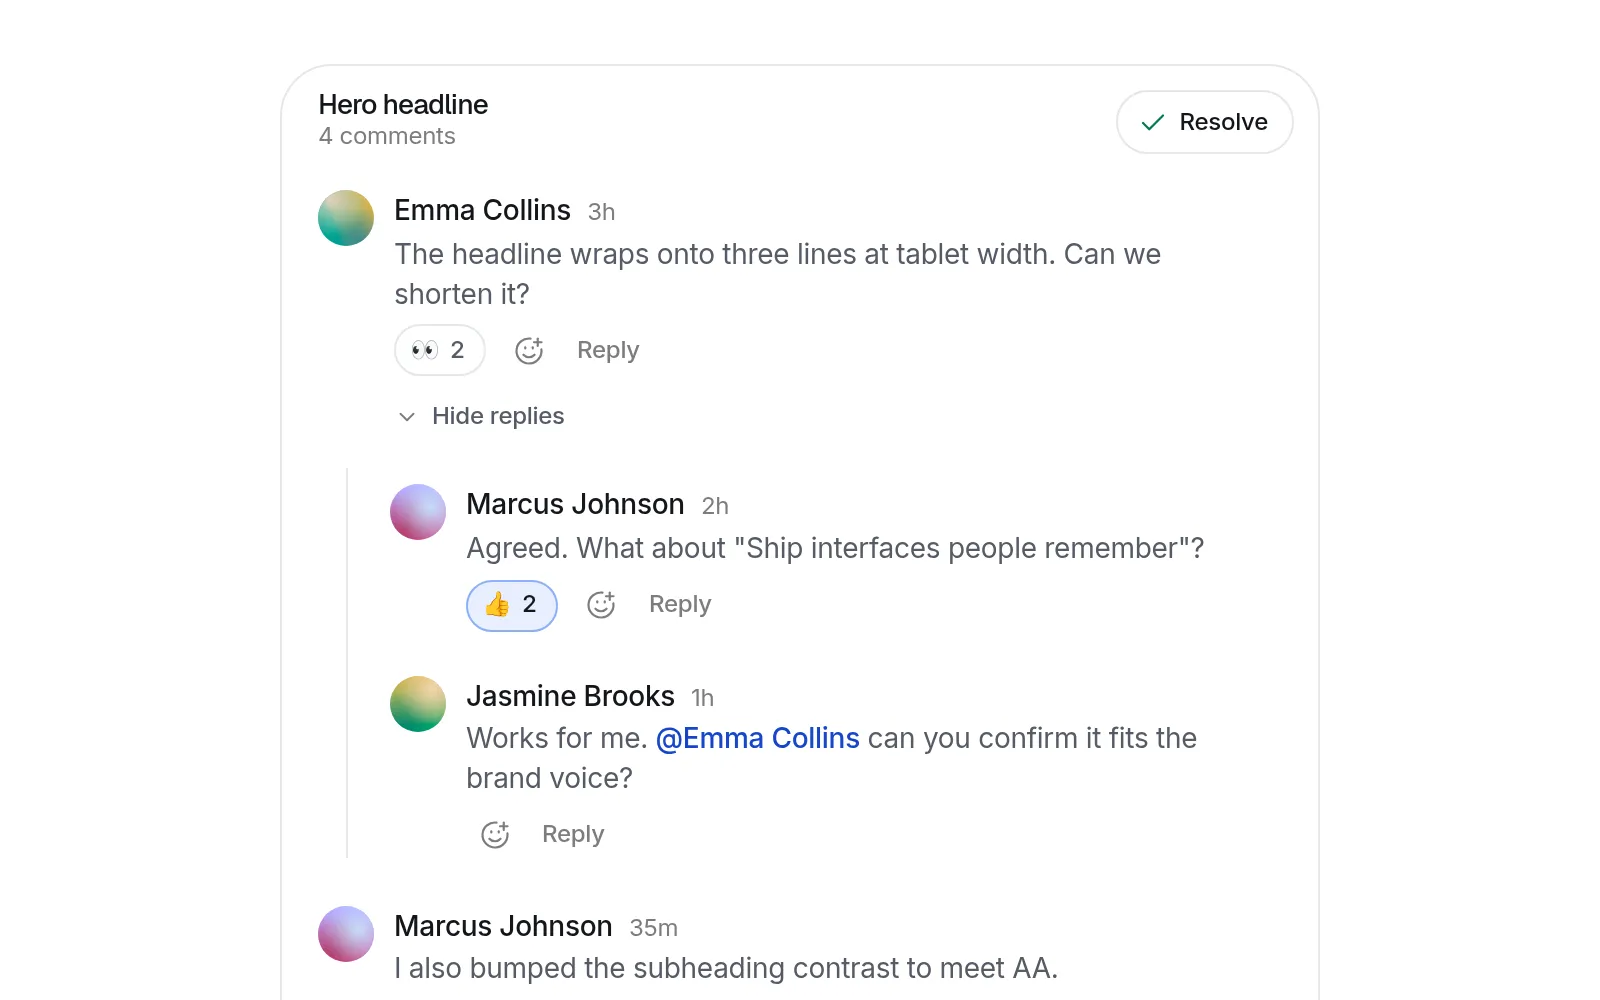 Hero headline
4 comments
Resolve
Emma Collins 3h
The headline wraps onto three lines at tablet width. Can we
shorten it?
👀 2 Reply
Hide replies
Marcus Johnson 2h
Agreed. What about "Ship interfaces people remember"?
👍 2 Reply
Jasmine Brooks 1h
Works for me. @Emma Collins can you confirm it fits the
brand voice?
Reply
Marcus Johnson 35m
I also bumped the subheading contrast to meet AA.